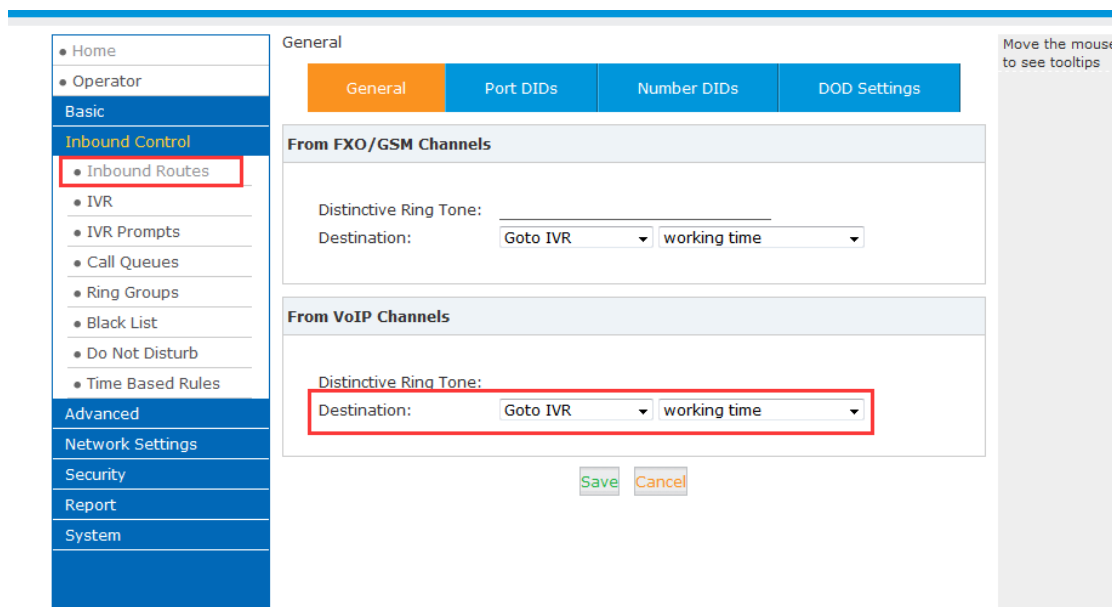 Home
Operator
Basic
Inbound Control
Inbound Routes
IVR
IVR Prompts
Call Queues
Ring Groups
Black List
Do Not Disturb
Time Based Rules
Advanced
Network Settings
Security
Report
System
General
General Port DIDs Number DIDs DOD Settings
From FXO/GSM Channels
Distinctive Ring Tone:
Destination: Goto IVR working time
From VoIP Channels
Distinctive Ring Tone:
Destination: Goto IVR working time
Save Cancel
Move the mouse
to see tooltips